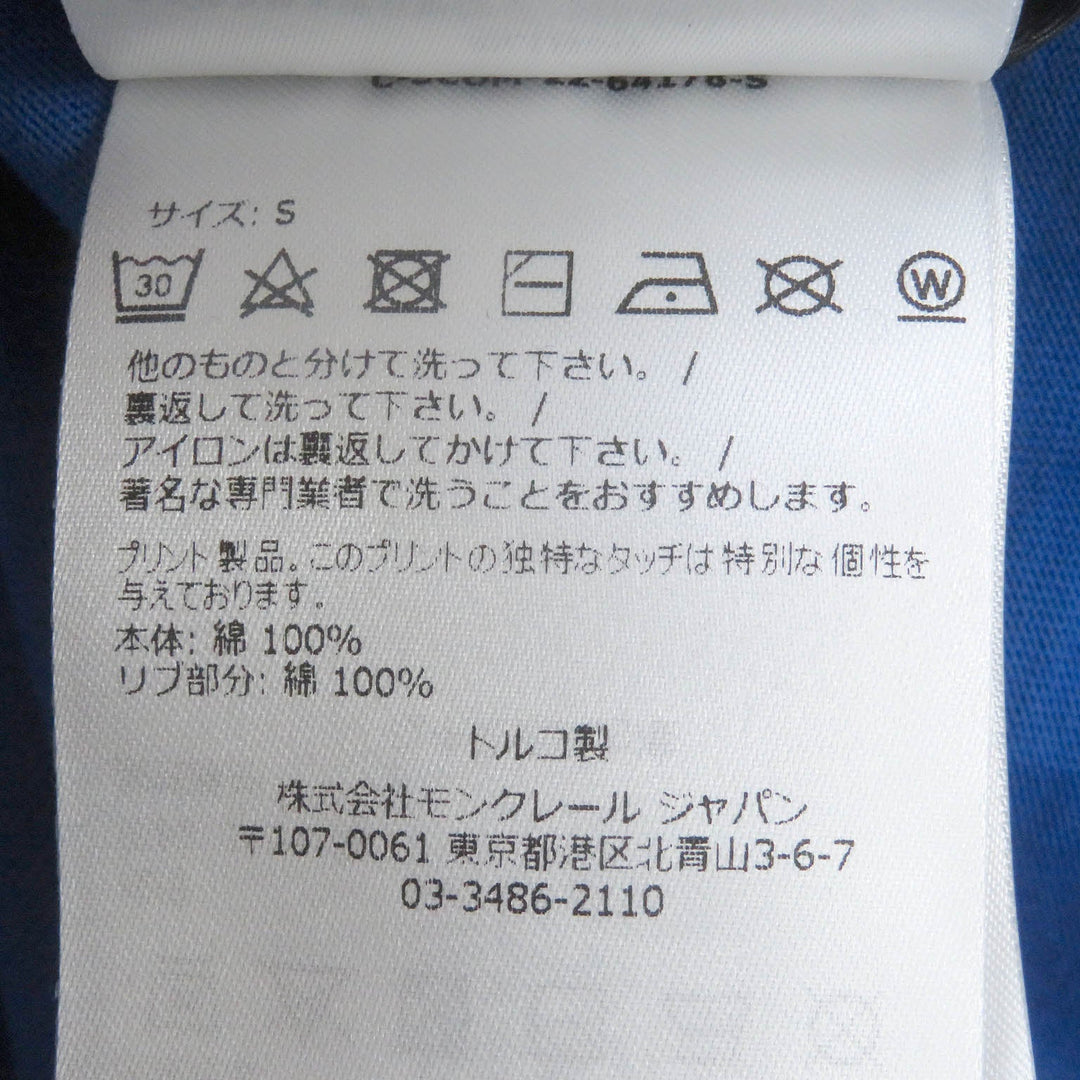 サイズ: S
30
W
他のものと分けて洗って下さい。 /
裏返して洗って下さい。 /
アイロンは裏返してかけて下さい。 /
著名な専門業者で洗うことをおすすめします。
プリント製品。このプリントの独特なタッチは特別な個性を
与えております。
本体: 綿 100%
リブ部分: 綿 100%
トルコ製
株式会社モンクレール ジャパン
〒107-0061 東京都港区北青山3-6-7
03-3486-2110